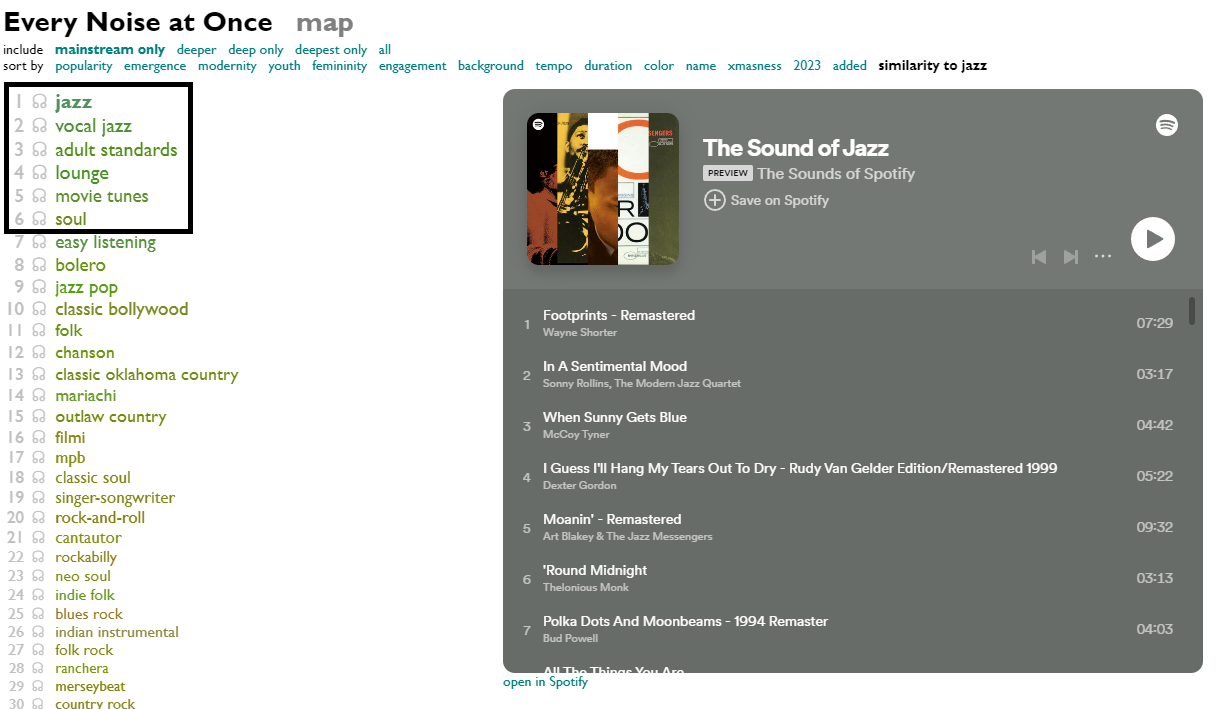 Every Noise at Once map
include mainstream only deeper deep only deepest only all
sort by popularity emergence modernity youth femininity engagement background tempo duration color name xmasness 2023 added similarity to jazz
1 jazz
2 vocal jazz
3 adult standards
4 lounge
5 movie tunes
6 soul
7 easy listening
8 bolero
9 jazz pop
10 classic bollywood
11 folk
12 chanson
13 classic oklahoma country
14 mariachi
15 outlaw country
16 filmi
17 mpb
18 classic soul
19 singer-songwriter
20 rock-and-roll
21 cantautor
22 rockabilly
23 neo soul
24 indie folk
25 blues rock
26 indian instrumental
27 folk rock
28 ranchera
29 merseybeat
30 country rock
The Sound of Jazz
PREVIEW The Sounds of Spotify
Save on Spotify
1 Footprints - Remastered 07:29
Wayne Shorter
2 In A Sentimental Mood 03:17
Sonny Rollins, The Modern Jazz Quartet
3 When Sunny Gets Blue 04:42
McCoy Tyner
4 I Guess I'll Hang My Tears Out To Dry - Rudy Van Gelder Edition/Remastered 1999 05:22
Dexter Gordon
5 Moanin' - Remastered 09:32
Art Blakey & The Jazz Messengers
6 'Round Midnight 03:13
Thelonious Monk
7 Polka Dots And Moonbeams - 1994 Remaster 04:03
Bud Powell
All The Things You Are
open in Spotify